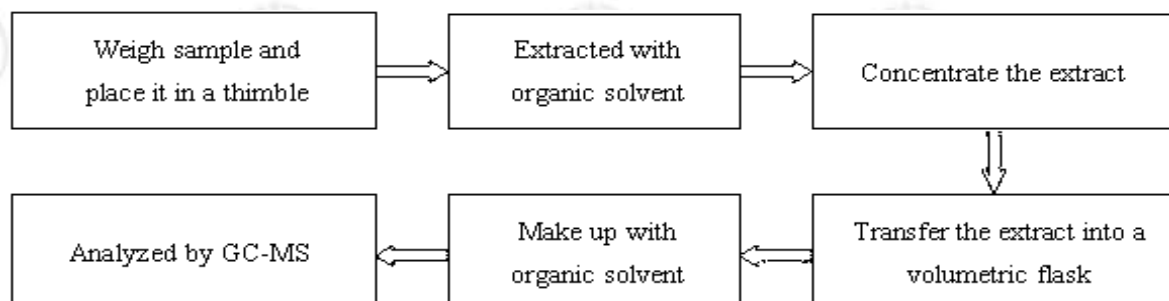 Weigh sample and
place it in a thimble
Extracted with
organic solvent
Concentrate the extract
Transfer the extract into a
volumetric flask
Make up with
organic solvent
Analyzed by GC-MS